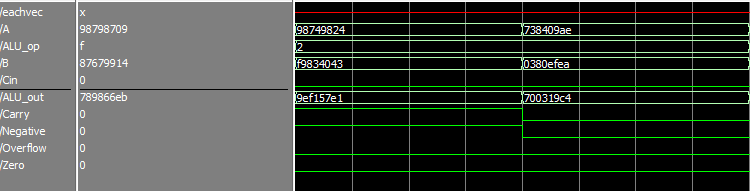 /eachvec x
/A 98798709 98749824 738409ae
/ALU_op f 2
/B 87679914 f9834043 0380efea
/Cin 0
/ALU_out 789866eb 9ef157e1 700319c4
/Carry 0
/Negative 0
/Overflow 0
/Zero 0